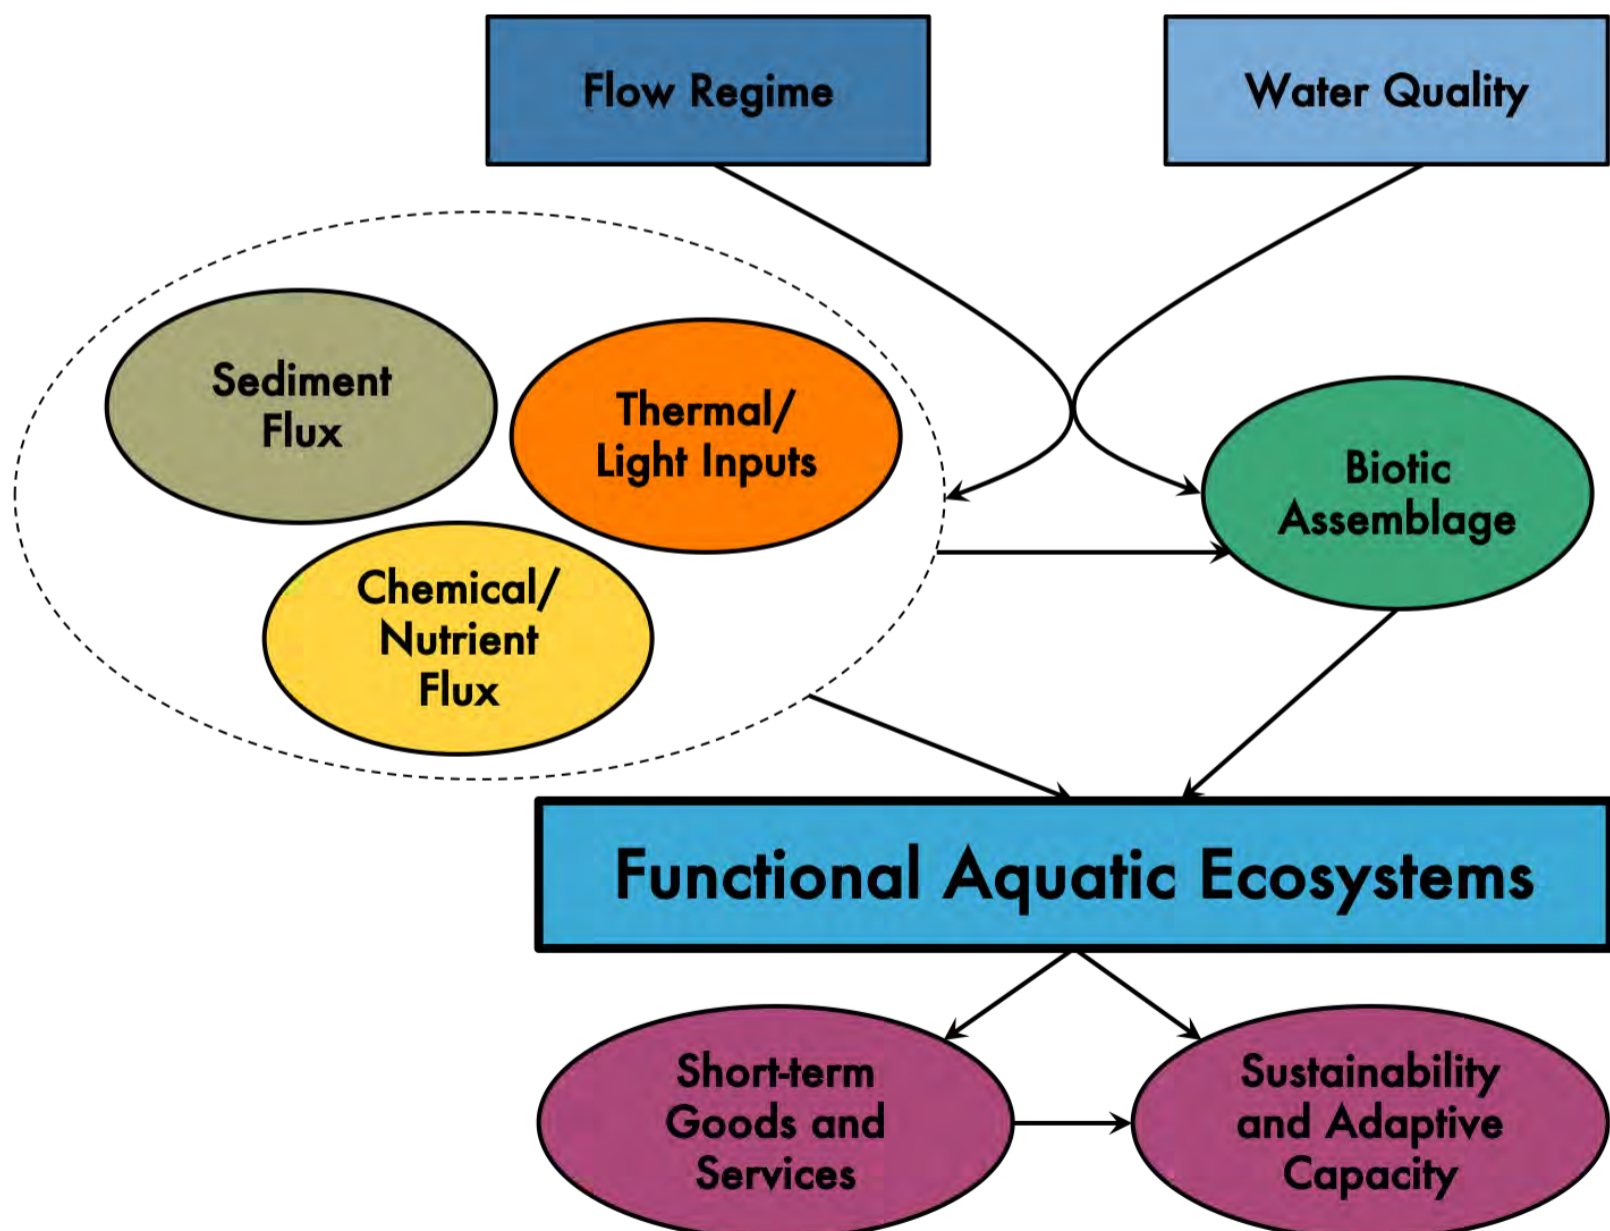 Flow Regime
Water Quality
Sediment
Flux
Thermal/
Light Inputs
Chemical/
Nutrient
Flux
Biotic
Assemblage
Functional Aquatic Ecosystems
Short-term
Goods and
Services
Sustainability
and Adaptive
Capacity